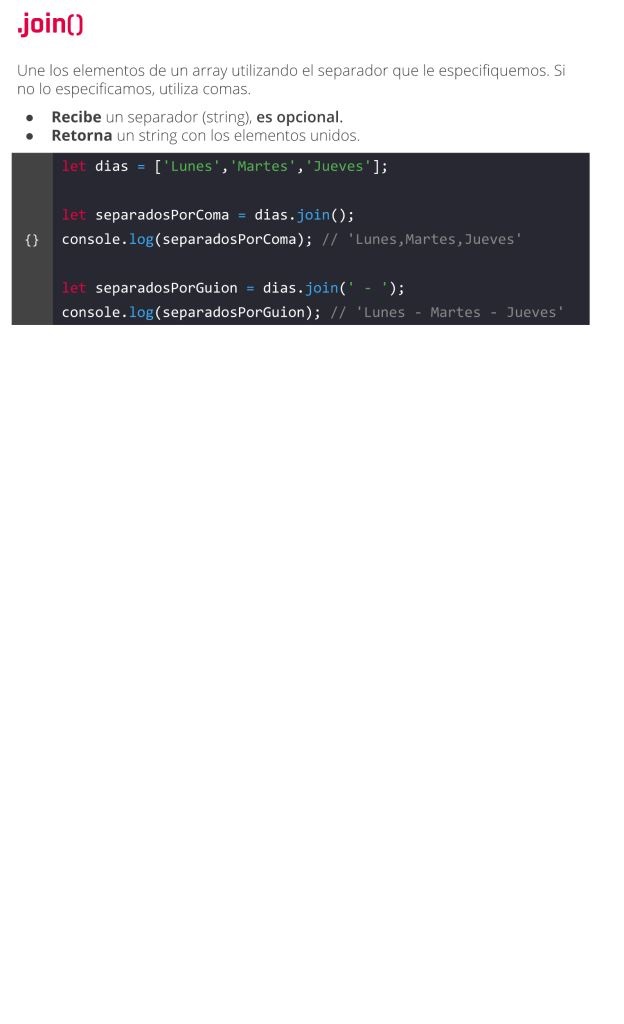 .join()
Une los elementos de un array utilizando el separador que le especifiquemos. Si
no lo especificamos, utiliza comas.
● Recibe un separador (string), es opcional.
● Retorna un string con los elementos unidos.
let dias = ['Lunes','Martes','Jueves'];
let separadosPorComa = dias.join();
{} console.log(separadosPorComa); // 'Lunes,Martes,Jueves'
let separadosPorGuion = dias.join(' - ');
console.log(separadosPorGuion); // 'Lunes - Martes - Jueves'